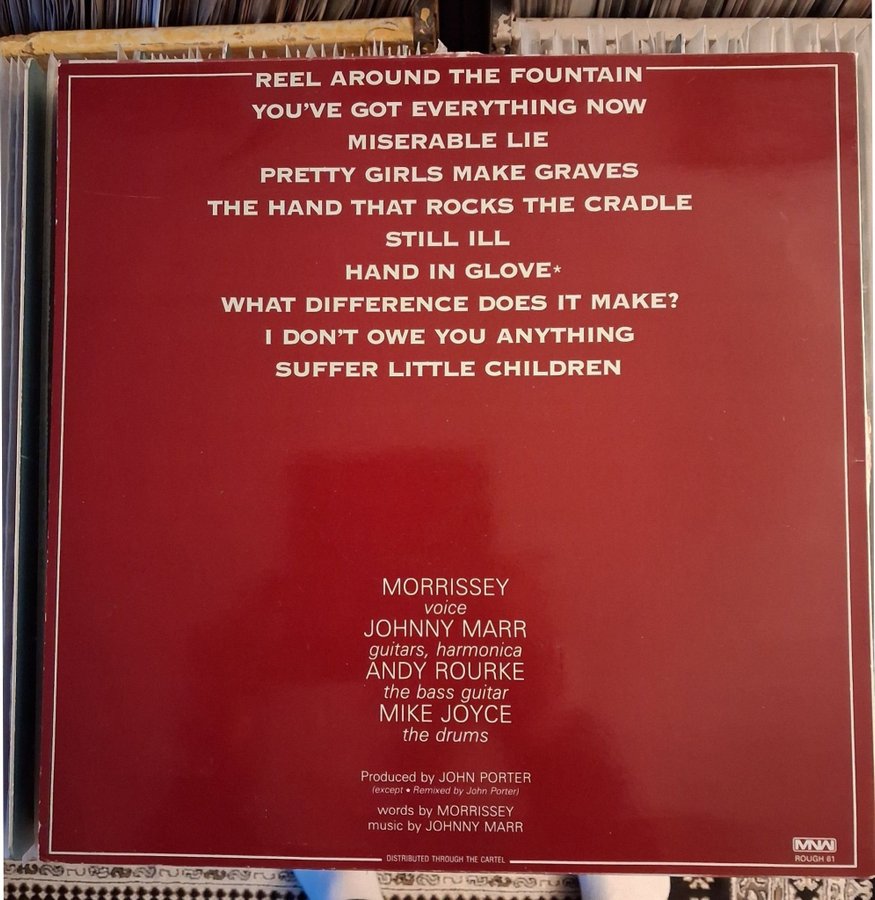 REEL AROUND THE FOUNTAIN
YOU'VE GOT EVERYTHING NOW
MISERABLE LIE
PRETTY GIRLS MAKE GRAVES
THE HAND THAT ROCKS THE CRADLE
STILL ILL
HAND IN GLOVE*
WHAT DIFFERENCE DOES IT MAKE?
I DON'T OWE YOU ANYTHING
SUFFER LITTLE CHILDREN
MORRISSEY
voice
JOHNNY MARR
guitars, harmonica
ANDY ROURKE
the bass guitar
MIKE JOYCE
the drums
Produced by JOHN PORTER
(except • Remixed by John Porter)
words by MORRISSEY
music by JOHNNY MARR
MNW
DISTRIBUTED THROUGH THE CARTEL
ROUGH 61